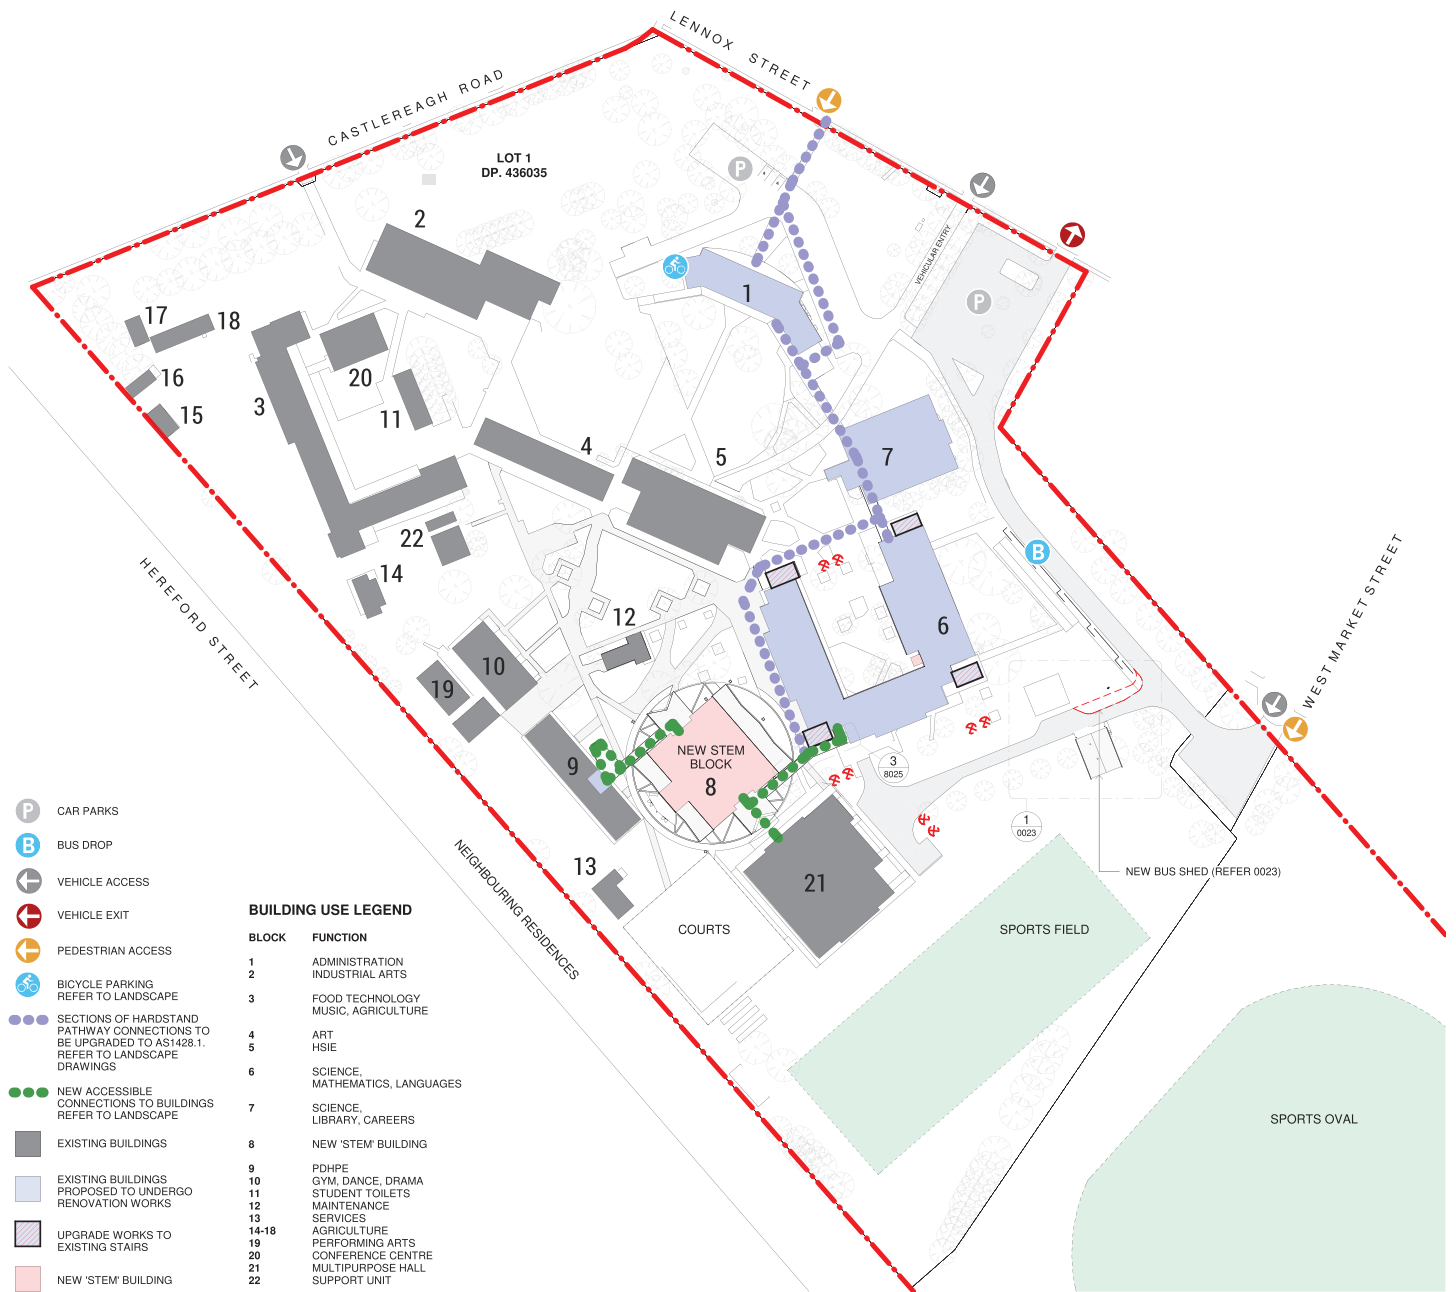 LENNOX STREET
CASTLEREAGH ROAD
LOT 1
DP. 436035
P
2
1
VEHICULAR ENTRY
P
17
18
16
15
3
20
11
4
5
7
22
14
12
6
B
10
19
HEREFORD STREET
WEST MARKET STREET
NEW STEM
BLOCK
8
9
3
8025
1
0023
NEW BUS SHED (REFER 0023)
13
21
NEIGHBOURING RESIDENCES
COURTS
SPORTS FIELD
SPORTS OVAL
P CAR PARKS
B BUS DROP
VEHICLE ACCESS
VEHICLE EXIT
PEDESTRIAN ACCESS
BICYCLE PARKING
REFER TO LANDSCAPE
SECTIONS OF HARDSTAND
PATHWAY CONNECTIONS TO
BE UPGRADED TO AS1428.1.
REFER TO LANDSCAPE
DRAWINGS
NEW ACCESSIBLE
CONNECTIONS TO BUILDINGS
REFER TO LANDSCAPE
EXISTING BUILDINGS
EXISTING BUILDINGS
PROPOSED TO UNDERGO
RENOVATION WORKS
UPGRADE WORKS TO
EXISTING STAIRS
NEW 'STEM' BUILDING
BUILDING USE LEGEND
BLOCK FUNCTION
1 ADMINISTRATION
2 INDUSTRIAL ARTS
3 FOOD TECHNOLOGY
MUSIC, AGRICULTURE
4 ART
5 HSIE
6 SCIENCE,
MATHEMATICS, LANGUAGES
7 SCIENCE,
LIBRARY, CAREERS
8 NEW 'STEM' BUILDING
9 PDHPE
10 GYM, DANCE, DRAMA
11 STUDENT TOILETS
12 MAINTENANCE
13 SERVICES
14-18 AGRICULTURE
19 PERFORMING ARTS
20 CONFERENCE CENTRE
21 MULTIPURPOSE HALL
22 SUPPORT UNIT